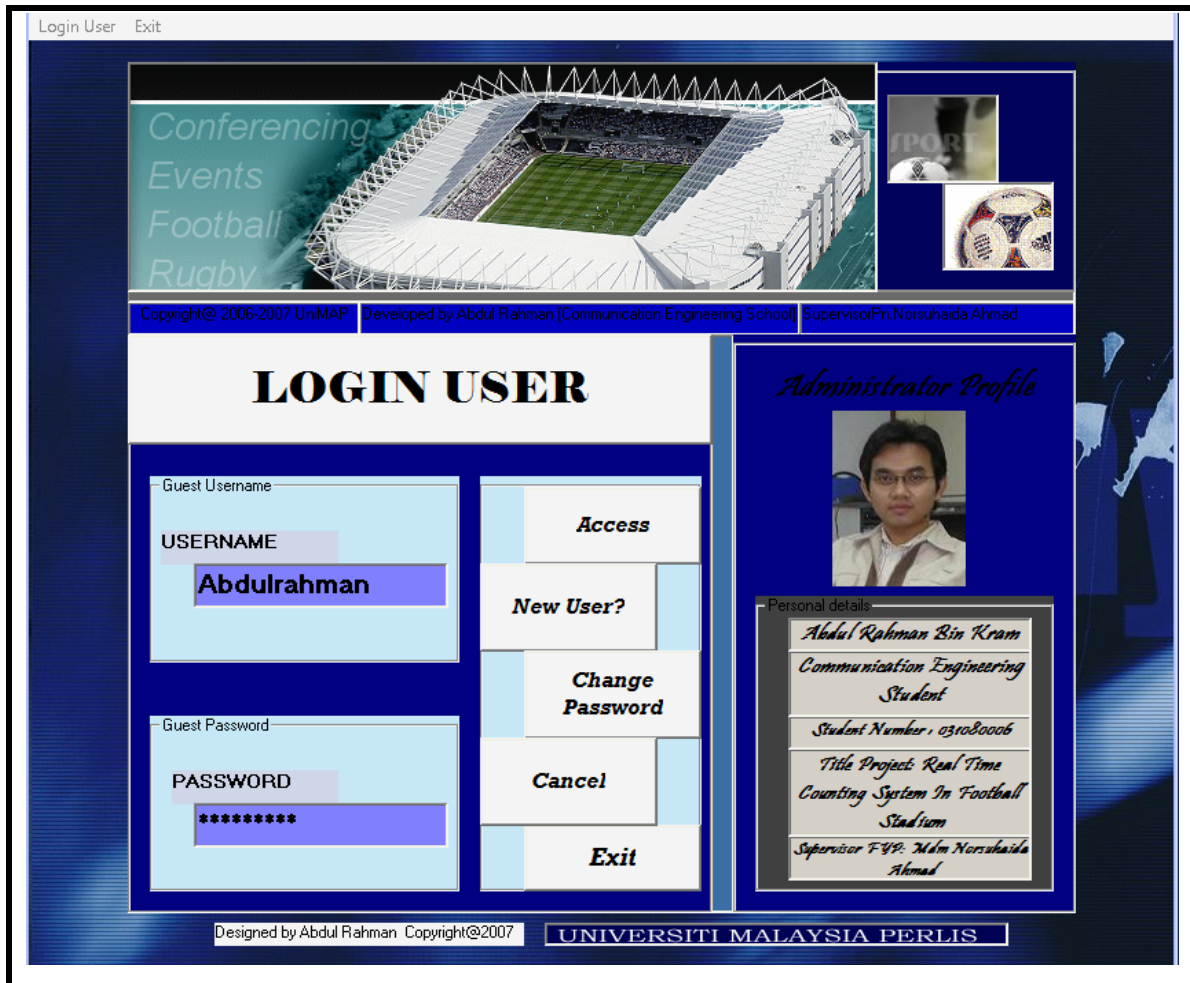 Login User Exit
Conferencing
Events
Football
Rugby
SPORT
Copyright@ 2006-2007 UniMAP Developed by Abdul Rahman (Communication Engineering School) SupervisorPn.Norsuhaida Ahmad
LOGIN USER
Guest Username
USERNAME
Abdulrahman
Guest Password
PASSWORD
*********
Access
New User?
Change
Password
Cancel
Exit
Administrator Profile
Personal details
Abdul Rahman Bin Kram
Communication Engineering
Student
Student Number : 031080006
Title Project: Real Time
Counting System In Football
Stadium
Supervisor FYP: Mdm Norsuhaida
Ahmad
Designed by Abdul Rahman Copyright@2007
UNIVERSITI MALAYSIA PERLIS